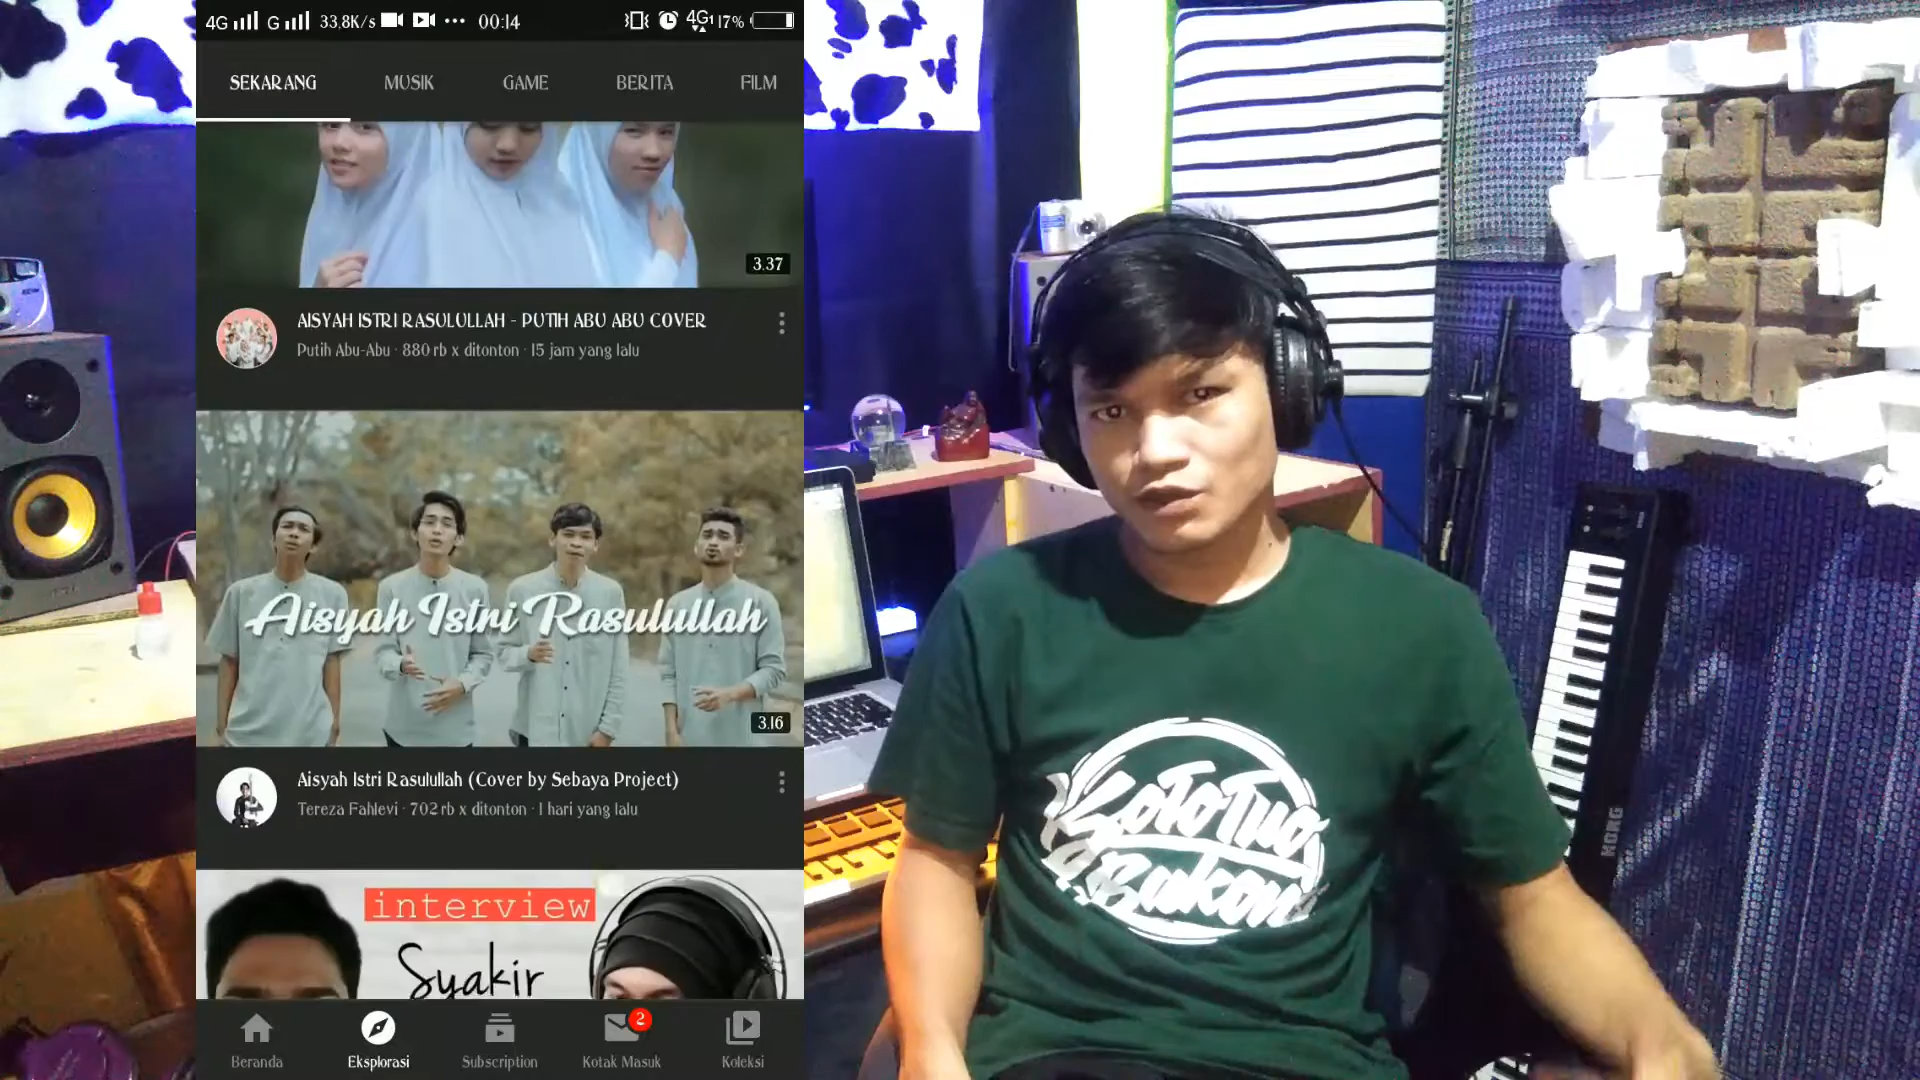 4G G 33,8K/s ••• 00:14 4G 17%
SEKARANG MUSIK GAME BERITA FILM
3.37
AISYAH ISTRI RASULULLAH - PUTIH ABU ABU COVER
Putih Abu-Abu · 880 rb x ditonton · 15 jam yang lalu
Aisyah Istri Rasulullah
3.16
Aisyah Istri Rasulullah (Cover by Sebaya Project)
Tereza Fahlevi · 702 rb x ditonton · 1 hari yang lalu
interview
Syakir
2
Beranda Eksplorasi Subscription Kotak Masuk Koleksi
KoToTuo
Bakon
KORG